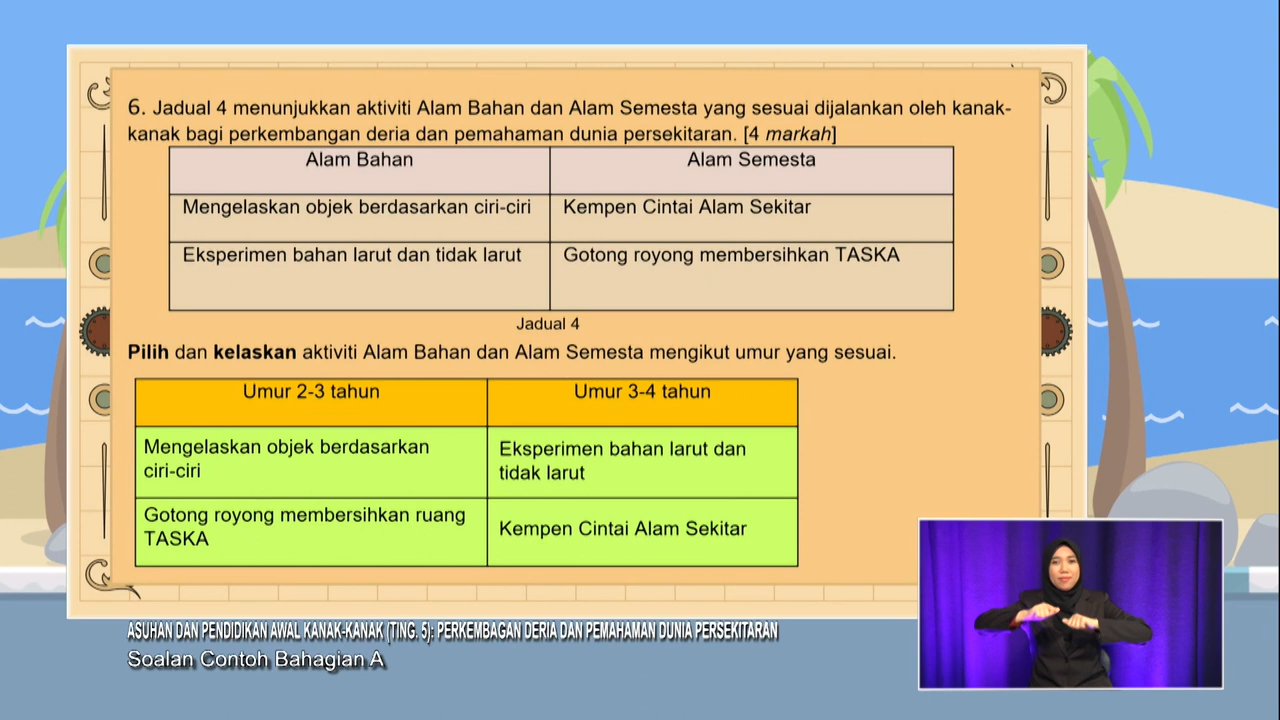 6. Jadual 4 menunjukkan aktiviti Alam Bahan dan Alam Semesta yang sesuai dijalankan oleh kanak-
kanak bagi perkembangan deria dan pemahaman dunia persekitaran. [4 markah]
Alam Bahan
Alam Semesta
Mengelaskan objek berdasarkan ciri-ciri
Kempen Cintai Alam Sekitar
Eksperimen bahan larut dan tidak larut
Gotong royong membersihkan TASKA
Jadual 4
Pilih dan kelaskan aktiviti Alam Bahan dan Alam Semesta mengikut umur yang sesuai.
Umur 2-3 tahun
Umur 3-4 tahun
Mengelaskan objek berdasarkan
ciri-ciri
Eksperimen bahan larut dan
tidak larut
Gotong royong membersihkan ruang
TASKA
Kempen Cintai Alam Sekitar
ASUHAN DAN PENDIDIKAN AWAL KANAK-KANAK (TING. 5): PERKEMBAGAN DERIA DAN PEMAHAMAN DUNIA PERSEKITARAN
Soalan Contoh Bahagian A